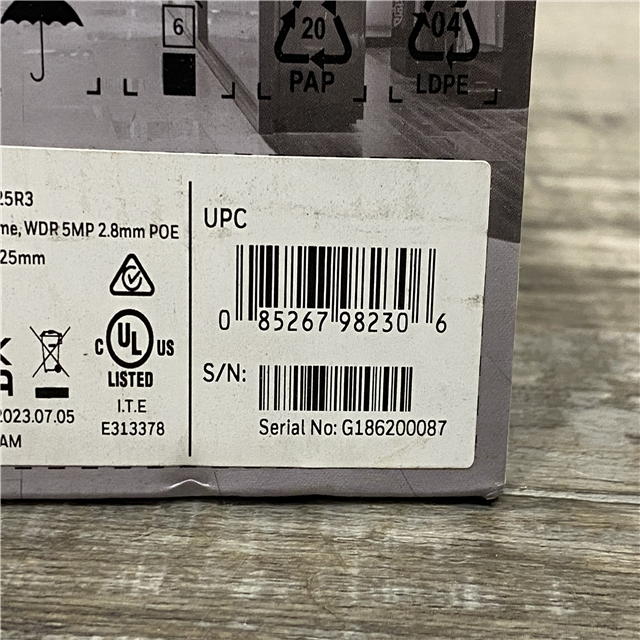 6
20
PAP
04
LDPE
25R3
me, WDR 5MP 2.8mm POE
25mm
UPC
0 85267 98230 6
C UL US
LISTED
I.T.E
E313378
2023.07.05
AM
S/N:
Serial No: G186200087